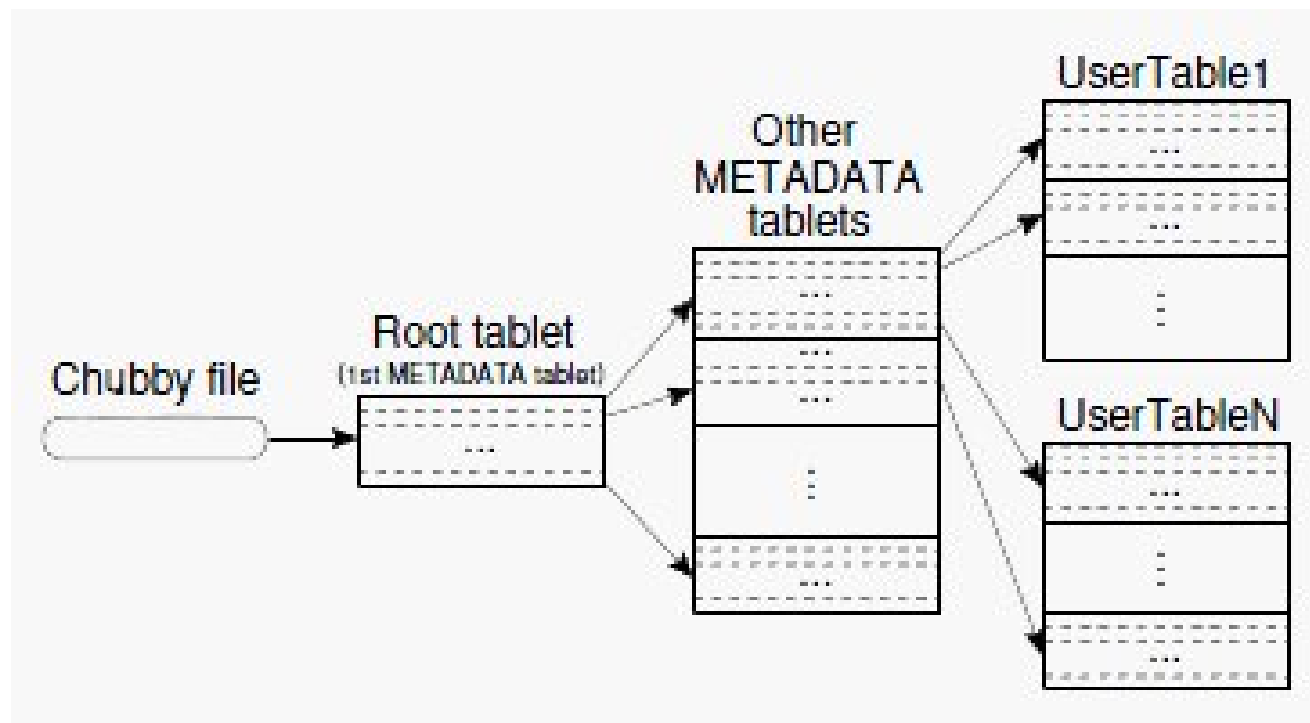 Chubby file
Root tablet
(1st METADATA tablet)
...
Other
METADATA
tablets
...
...
...
...
UserTable1
...
...
UserTableN
...
...